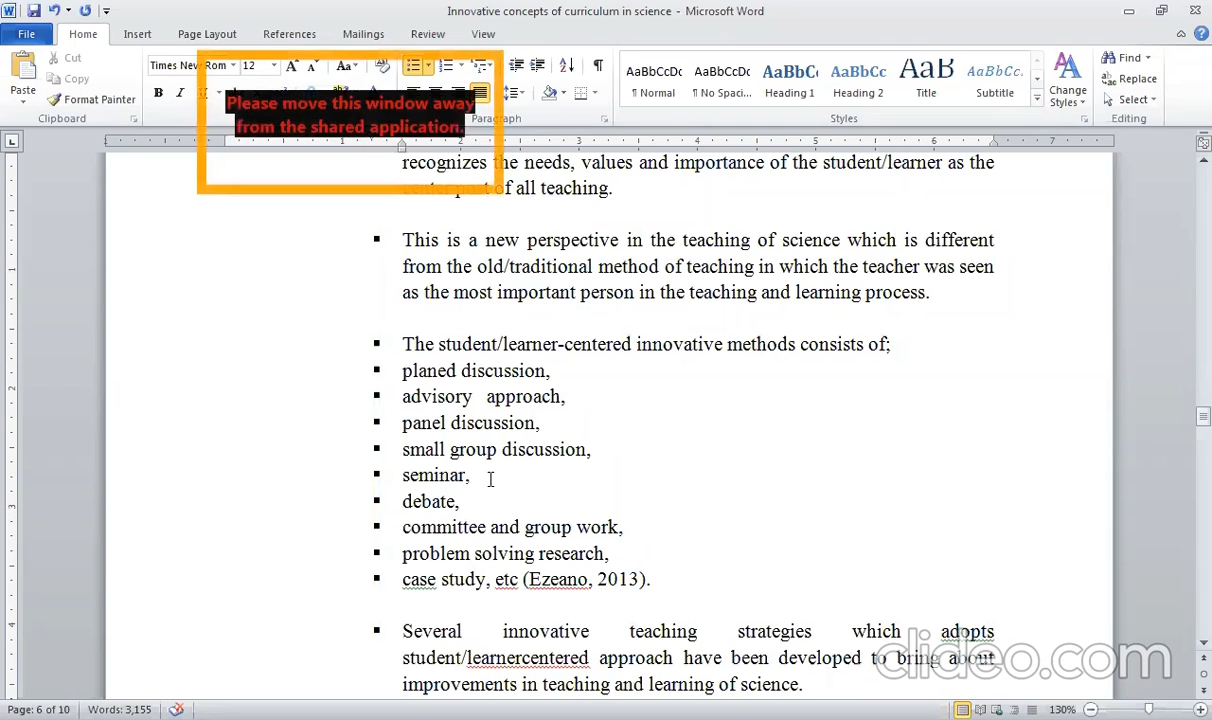 Innovative concepts of curriculum in science - Microsoft Word
File Home Insert Page Layout References Mailings Review View
Cut
Copy
Format Painter
Paste
Clipboard
Times New Rom 12
Please move this window away
from the shared application.
Paragraph
AaBbCcDc AaBbCcDc AaBbC AaBbCc AaB AaBbCc.
¶ Normal ¶ No Spaci... Heading 1 Heading 2 Title Subtitle
Change
Styles
Styles
Find
Replace
Select
Editing
recognizes the needs, values and importance of the student/learner as the
center post of all teaching.
This is a new perspective in the teaching of science which is different
from the old/traditional method of teaching in which the teacher was seen
as the most important person in the teaching and learning process.
The student/learner-centered innovative methods consists of;
planed discussion,
advisory approach,
panel discussion,
small group discussion,
seminar,
debate,
committee and group work,
problem solving research,
case study, etc (Ezeano, 2013).
Several innovative teaching strategies which adopts
student/learnercentered approach have been developed to bring about
improvements in teaching and learning of science.
clideo.com
Page: 6 of 10 Words: 3,155 130%